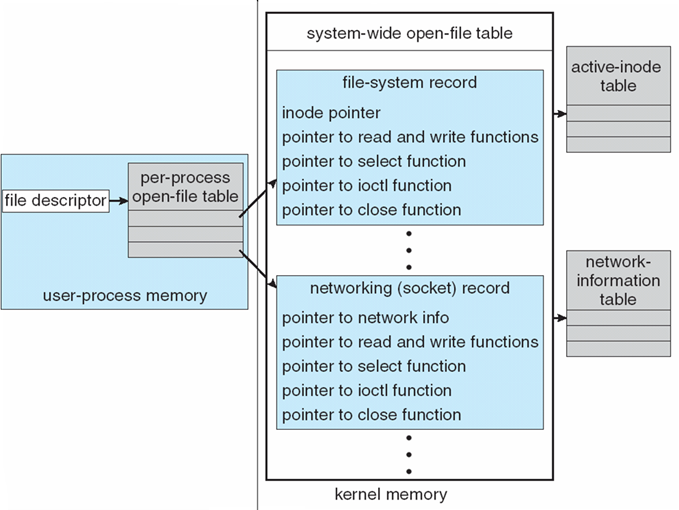 system-wide open-file table
file-system record
inode pointer
pointer to read and write functions
pointer to select function
pointer to ioctl function
pointer to close function
active-inode
table
per-process
open-file table
file descriptor
user-process memory
networking (socket) record
pointer to network info
pointer to read and write functions
pointer to select function
pointer to ioctl function
pointer to close function
network-
information
table
kernel memory